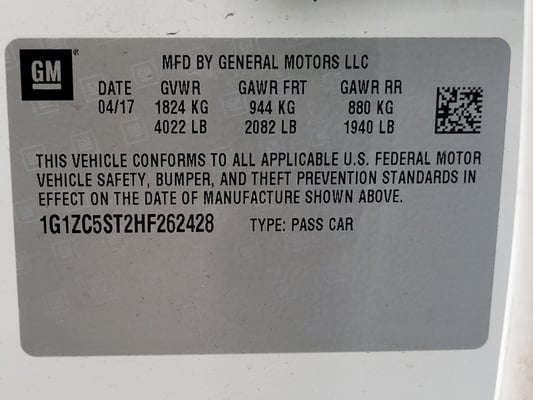 GM
MFD BY GENERAL MOTORS LLC
DATE GVWR GAWR FRT GAWR RR
04/17 1824 KG 944 KG 880 KG
4022 LB 2082 LB 1940 LB
THIS VEHICLE CONFORMS TO ALL APPLICABLE U.S. FEDERAL MOTOR
VEHICLE SAFETY, BUMPER, AND THEFT PREVENTION STANDARDS IN
EFFECT ON THE DATE OF MANUFACTURE SHOWN ABOVE.
1G1ZC5ST2HF262428 TYPE: PASS CAR